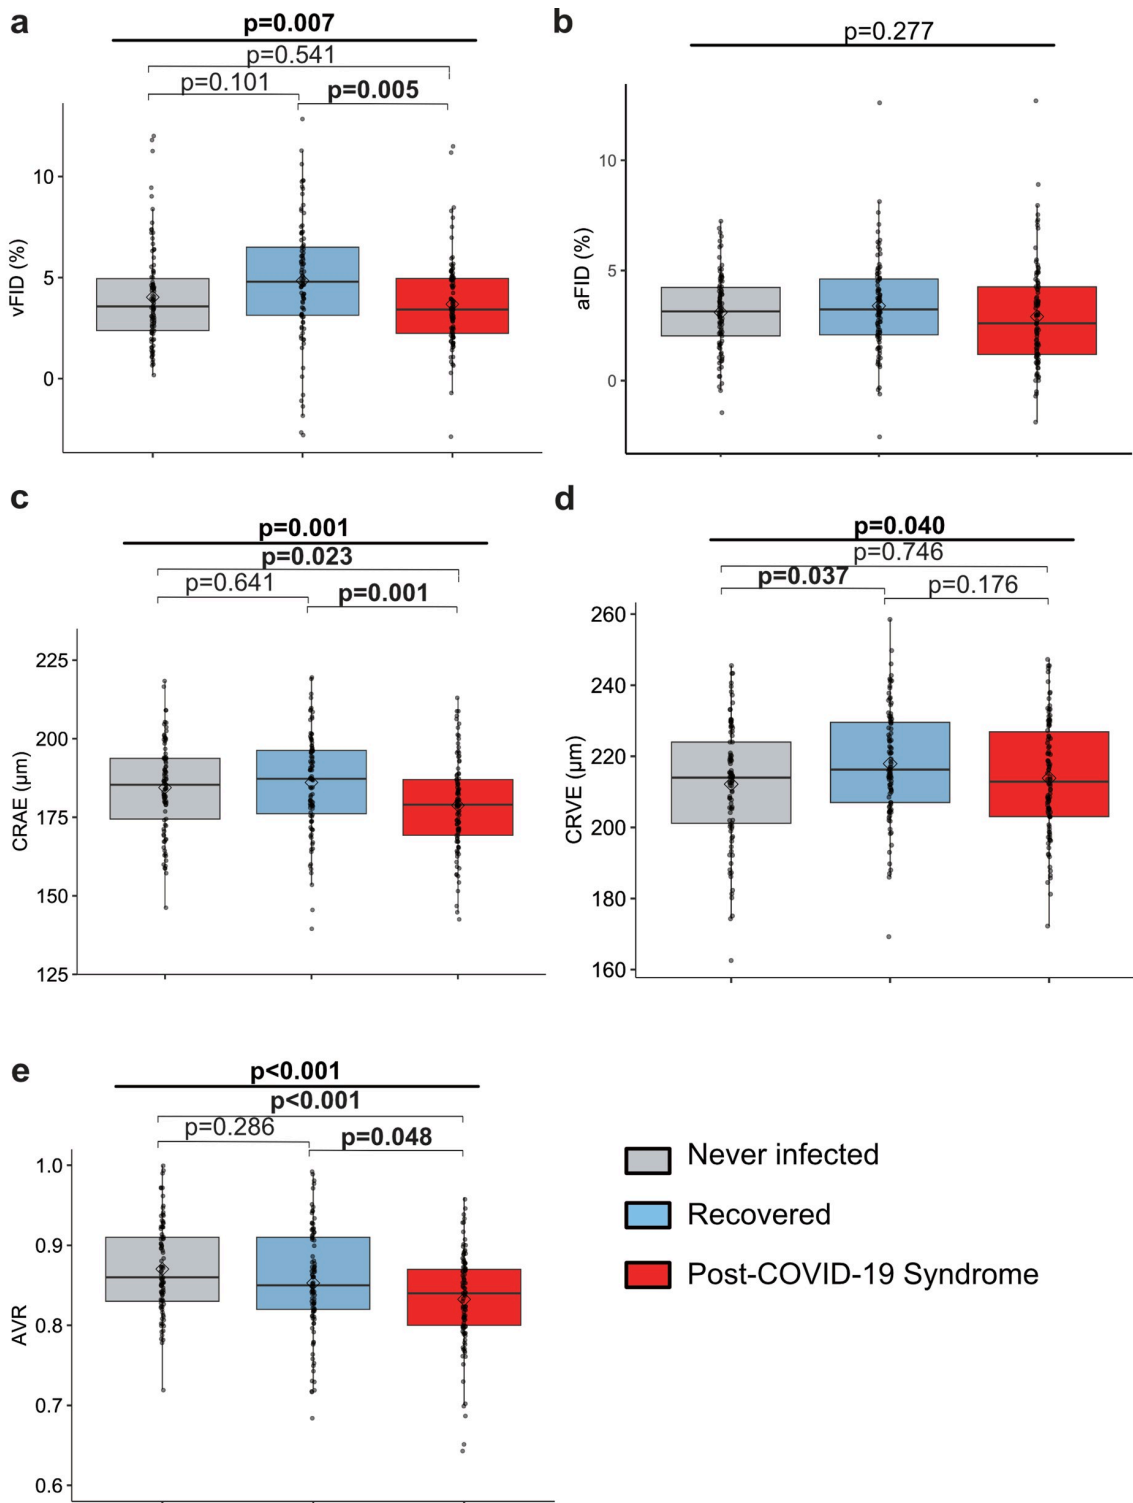 a
p=0.007
p=0.541
p=0.101
p=0.005
vFID (%)
10
5
0
b
p=0.277
aFID (%)
10
5
0
c
p=0.001
p=0.023
p=0.641
p=0.001
CRAE (µm)
225
200
175
150
125
d
p=0.040
p=0.746
p=0.037
p=0.176
CRVE (µm)
260
240
220
200
180
160
e
p<0.001
p<0.001
p=0.286
p=0.048
AVR
1.0
0.9
0.8
0.7
0.6
Never infected
Recovered
Post-COVID-19 Syndrome